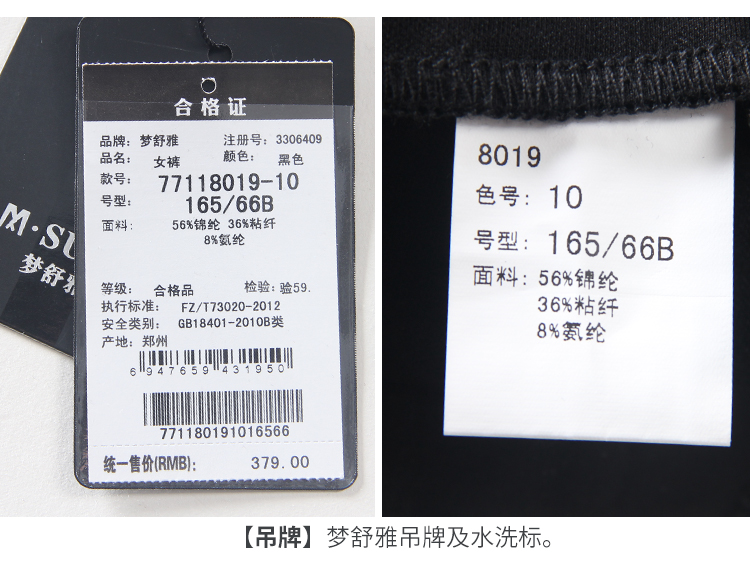 合格证
品牌：梦舒雅 注册号：3306409
品名：女裤 颜色：黑色
款号：77118019-10
号型：165/66B
面料：56%锦纶 36%粘纤
8%氨纶
等级：合格品 检验：验59.
执行标准：FZ/T73020-2012
安全类别：GB18401-2010B类
产地：郑州
6 947659 431950
771180191016566
统一售价(RMB)：379.00
M·SU
梦舒雅
8019
色号：10
号型：165/66B
面料：56%锦纶
36%粘纤
8%氨纶
【吊牌】梦舒雅吊牌及水洗标。